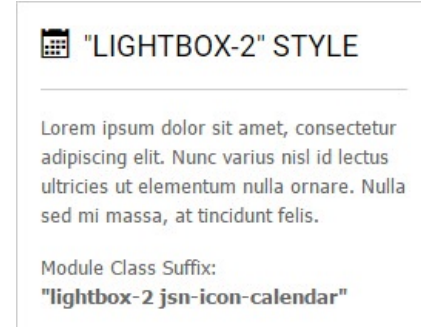 "LIGHTBOX-2" STYLE
Lorem ipsum dolor sit amet, consectetur
adipiscing elit. Nunc varius nisl id lectus
ultricies ut elementum nulla ornare. Nulla
sed mi massa, at tincidunt felis.
Module Class Suffix:
"lightbox-2 jsn-icon-calendar"